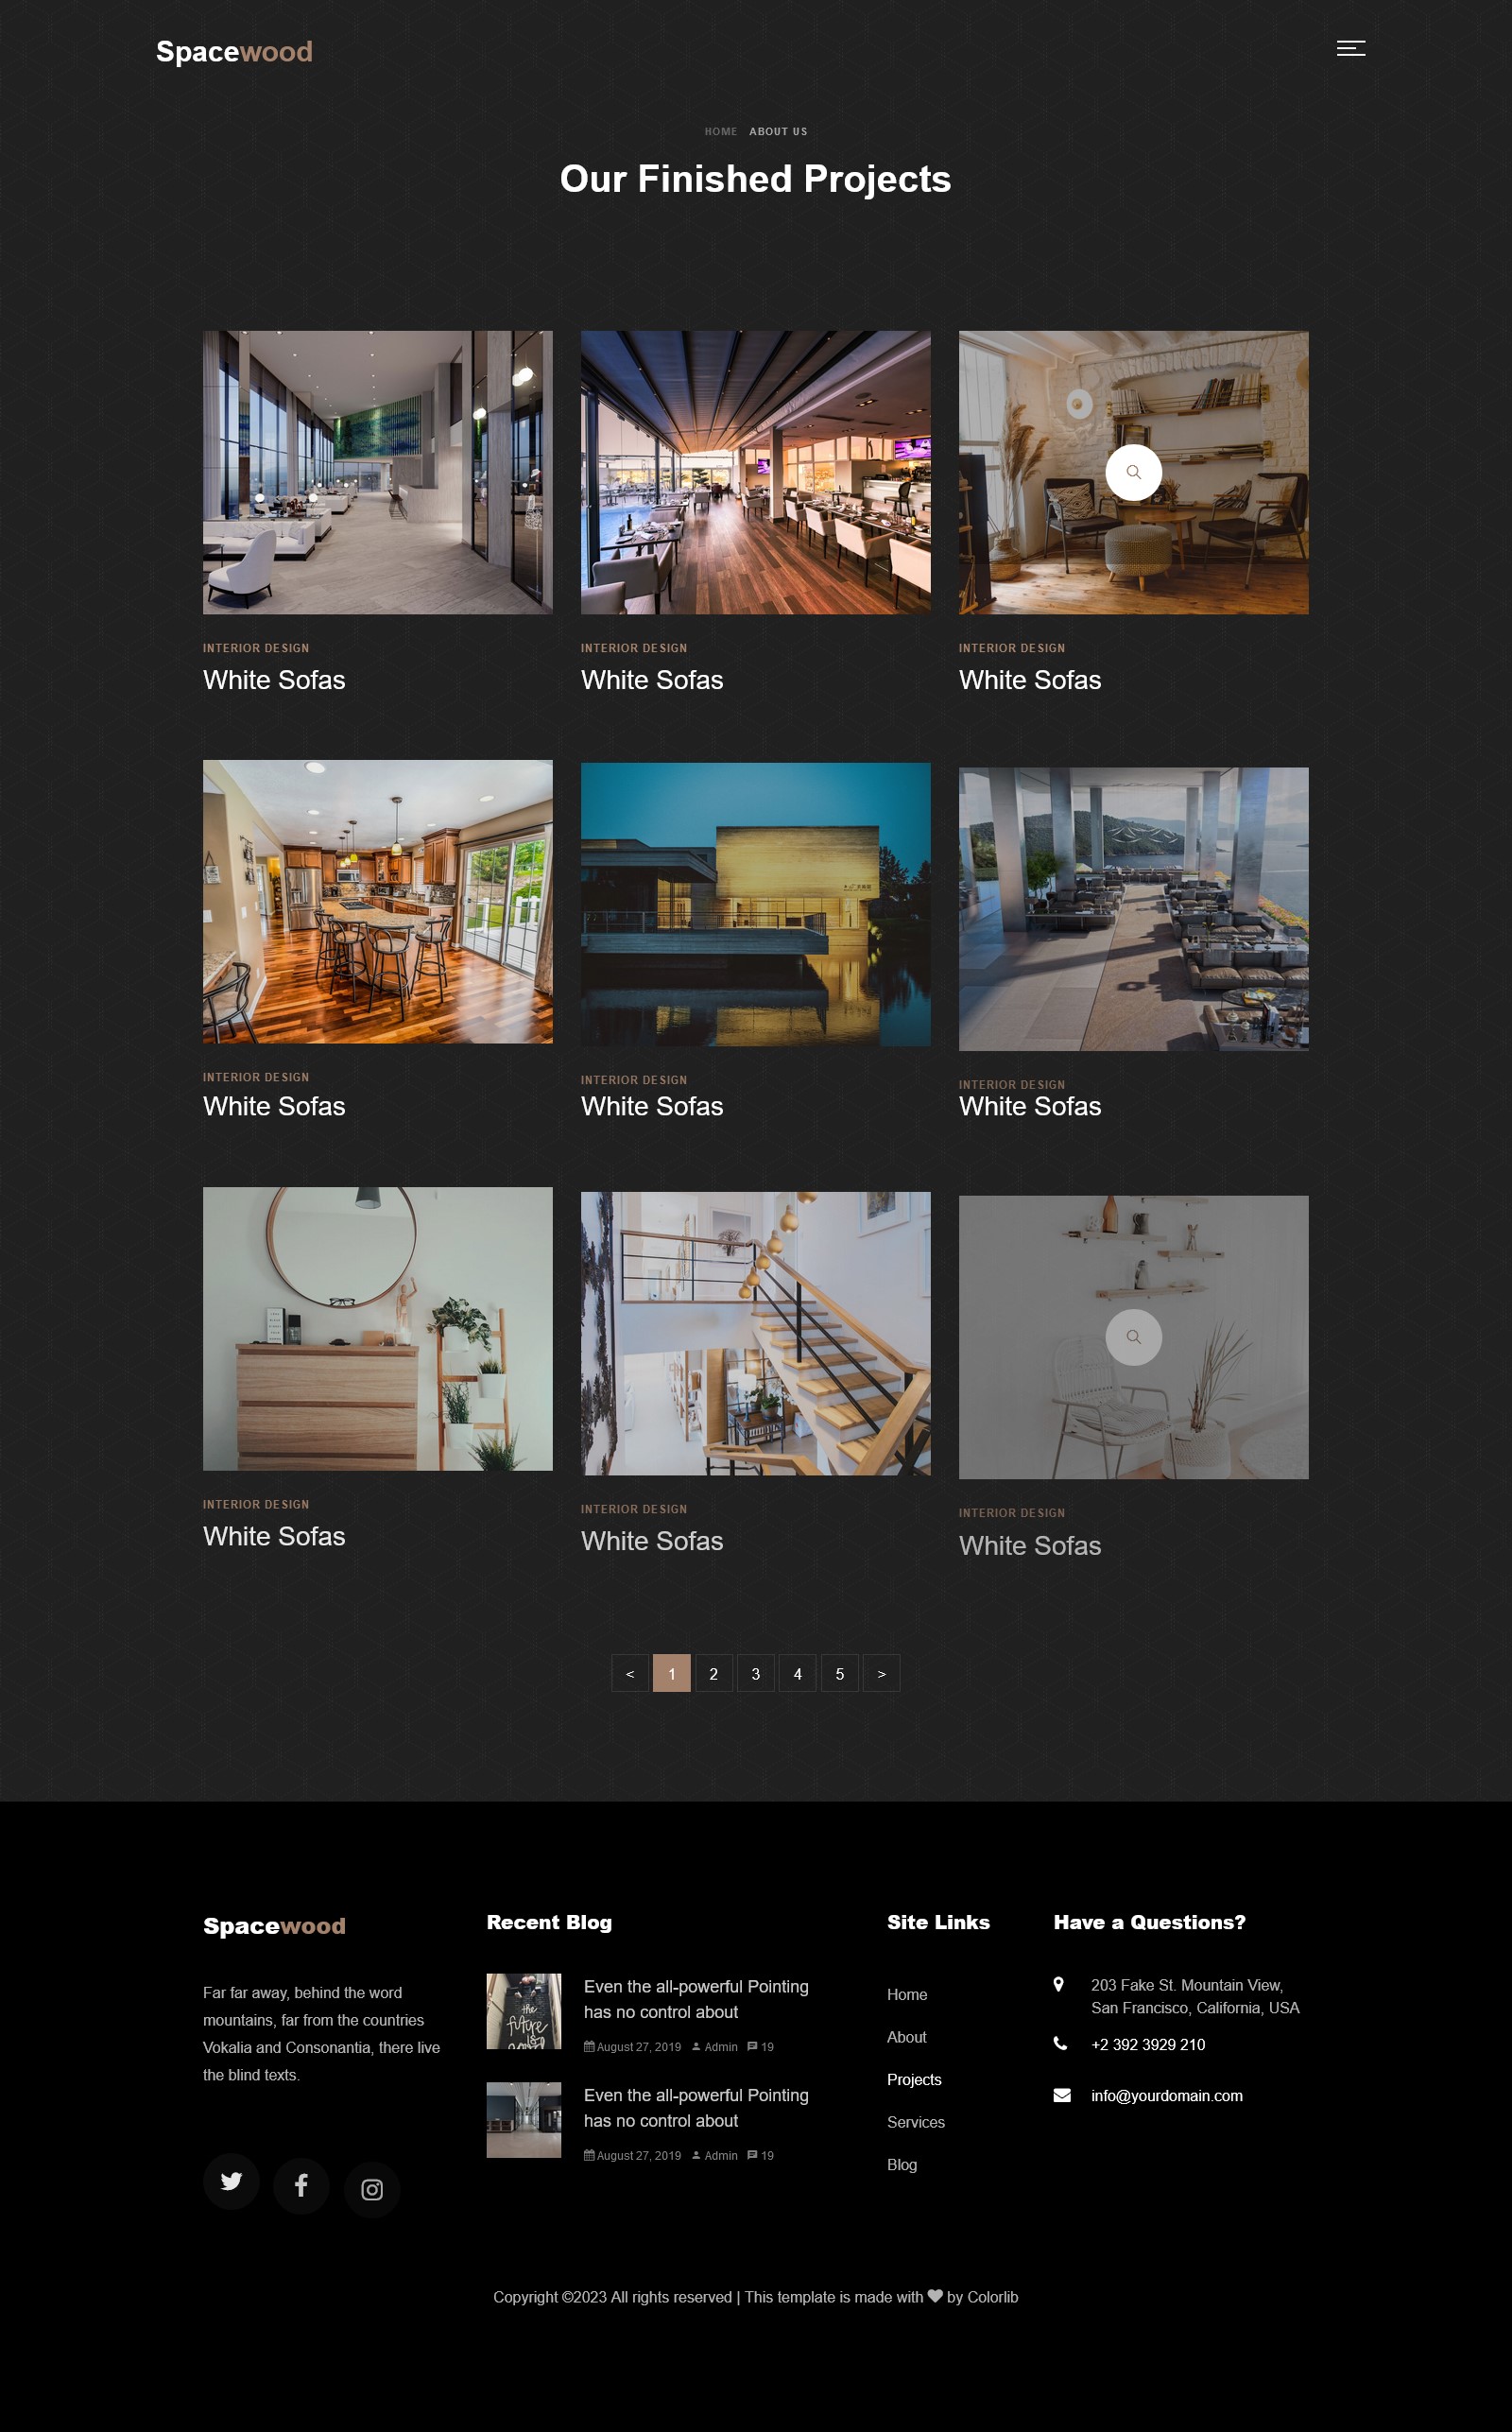 Spacewood
HOME ABOUT US
Our Finished Projects
INTERIOR DESIGN
White Sofas
INTERIOR DESIGN
White Sofas
INTERIOR DESIGN
White Sofas
INTERIOR DESIGN
White Sofas
INTERIOR DESIGN
White Sofas
INTERIOR DESIGN
White Sofas
INTERIOR DESIGN
White Sofas
INTERIOR DESIGN
White Sofas
INTERIOR DESIGN
White Sofas
< 1 2 3 4 5 >
Spacewood
Far far away, behind the word
mountains, far from the countries
Vokalia and Consonantia, there live
the blind texts.
Recent Blog
the
future
is
Even the all-powerful Pointing
has no control about
August 27, 2019 Admin 19
Even the all-powerful Pointing
has no control about
August 27, 2019 Admin 19
Site Links
Home
About
Projects
Services
Blog
Have a Questions?
203 Fake St. Mountain View,
San Francisco, California, USA
+2 392 3929 210
info@yourdomain.com
Copyright ©2023 All rights reserved | This template is made with ♥ by Colorlib